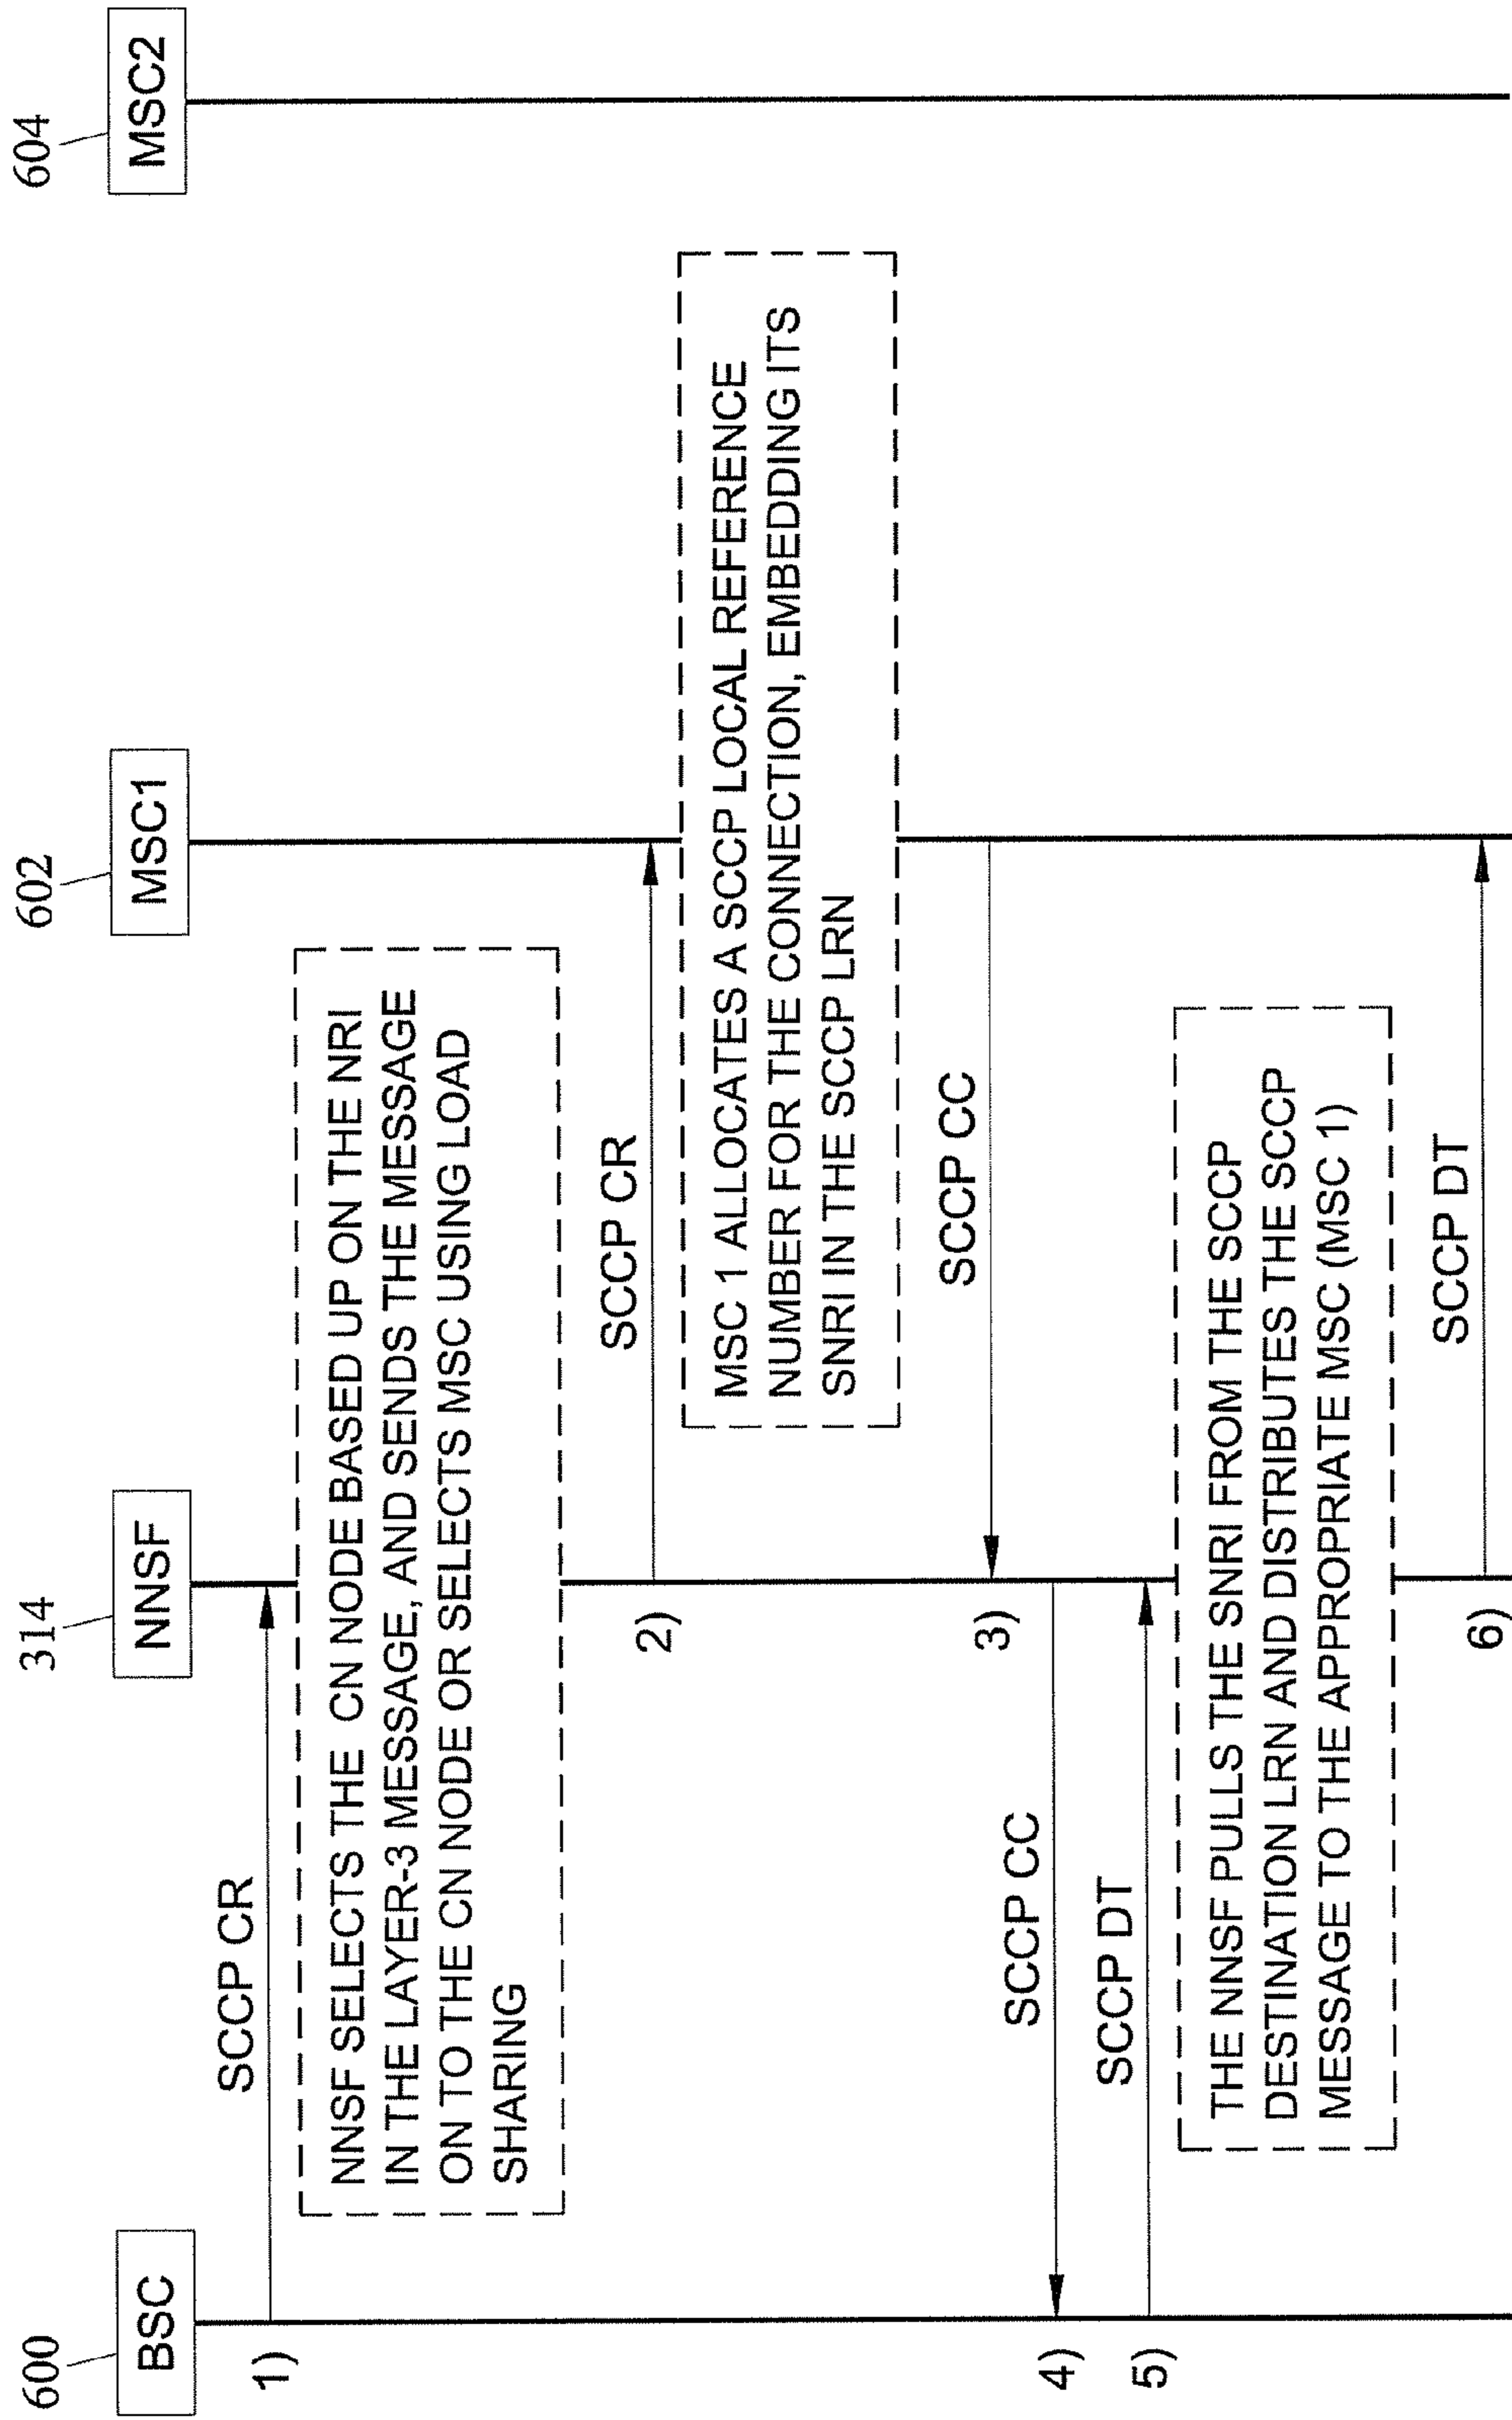 600
314
602
604
BSC
NNSF
MSC1
MSC2
1)
SCCP CR
NNSF SELECTS THE CN NODE BASED UP ON THE NRI
IN THE LAYER-3 MESSAGE, AND SENDS THE MESSAGE
ON TO THE CN NODE OR SELECTS MSC USING LOAD
SHARING
2)
SCCP CR
MSC 1 ALLOCATES A SCCP LOCAL REFERENCE
NUMBER FOR THE CONNECTION, EMBEDDING ITS
SNRI IN THE SCCP LRN
3)
SCCP CC
4)
SCCP CC
5)
SCCP DT
THE NNSF PULLS THE SNRI FROM THE SCCP
DESTINATION LRN AND DISTRIBUTES THE SCCP
MESSAGE TO THE APPROPRIATE MSC (MSC 1)
6)
SCCP DT